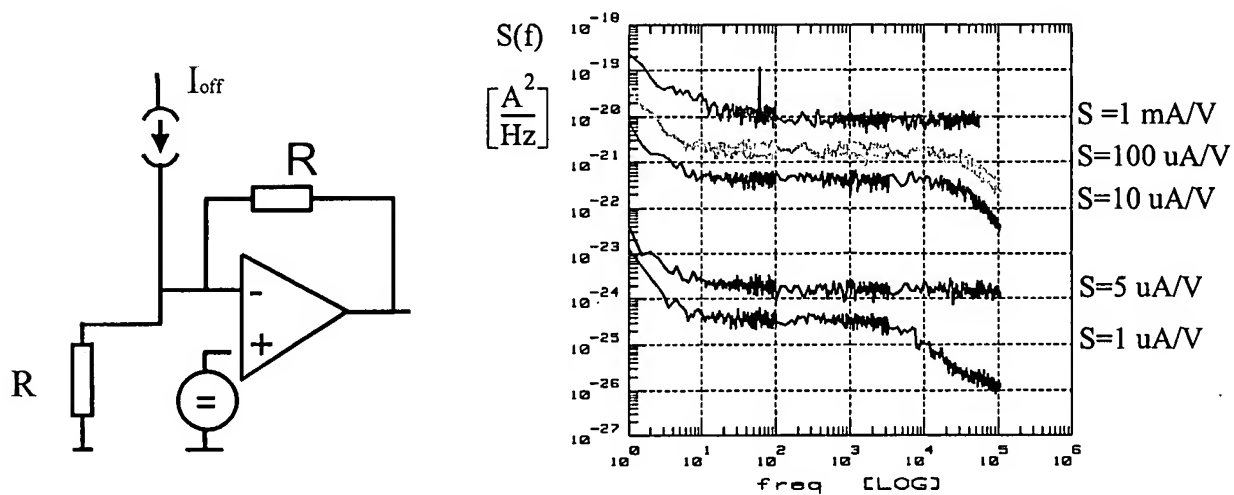 I_off
R
R
-
+
=
S(f)
[A^2/Hz]
10^-18
10^-19
10^-20
10^-21
10^-22
10^-23
10^-24
10^-25
10^-26
10^-27
10^0 10^1 10^2 10^3 10^4 10^5 10^6
freq [LOG]
S =1 mA/V
S=100 uA/V
S=10 uA/V
S=5 uA/V
S=1 uA/V